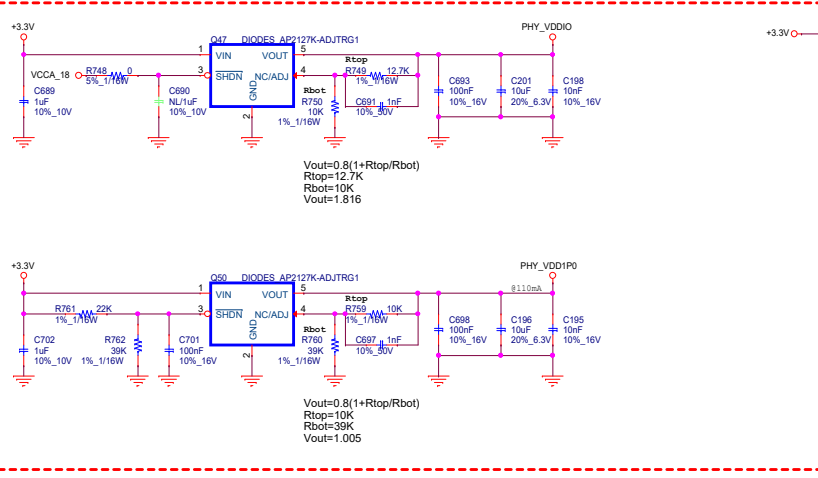 +3.3V
Q47 DIODES_AP2127K-ADJTRG1
PHY_VDDIO
+3.3V
1 VIN VOUT 5
Rtop
VCCA_18 R748 0
5%_1/16W
3 SHDN NC/ADJ 4
R749 12.7K
1%_1/16W
GND
2
C689
1uF
10%_10V
C690
NL/1uF
10%_10V
Rbot
R750
10K
1%_1/16W
C691 1nF
10%_50V
C693
100nF
10%_16V
C201
10uF
20%_6.3V
C198
10nF
10%_16V
Vout=0.8(1+Rtop/Rbot)
Rtop=12.7K
Rbot=10K
Vout=1.816
+3.3V
Q50 DIODES_AP2127K-ADJTRG1
PHY_VDD1P0
1 VIN VOUT 5
@110mA
Rtop
R761 22K
1%_1/16W
3 SHDN NC/ADJ 4
R759 10K
1%_1/16W
GND
2
C702
1uF
10%_10V
R762
39K
1%_1/16W
C701
100nF
10%_16V
Rbot
R760
39K
1%_1/16W
C697 1nF
10%_50V
C698
100nF
10%_16V
C196
10uF
20%_6.3V
C195
10nF
10%_16V
Vout=0.8(1+Rtop/Rbot)
Rtop=10K
Rbot=39K
Vout=1.005